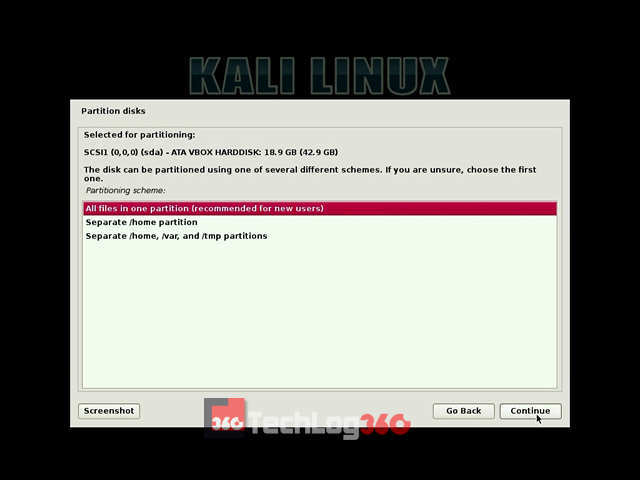 KALI LINUX
Partition disks
Selected for partitioning:
SCSI1 (0,0,0) (sda) - ATA VBOX HARDDISK: 18.9 GB (42.9 GB)
The disk can be partitioned using one of several different schemes. If you are unsure, choose the first
one.
Partitioning scheme:
All files in one partition (recommended for new users)
Separate /home partition
Separate /home, /var, and /tmp partitions
Screenshot
Go Back
Continue
360 TechLog360